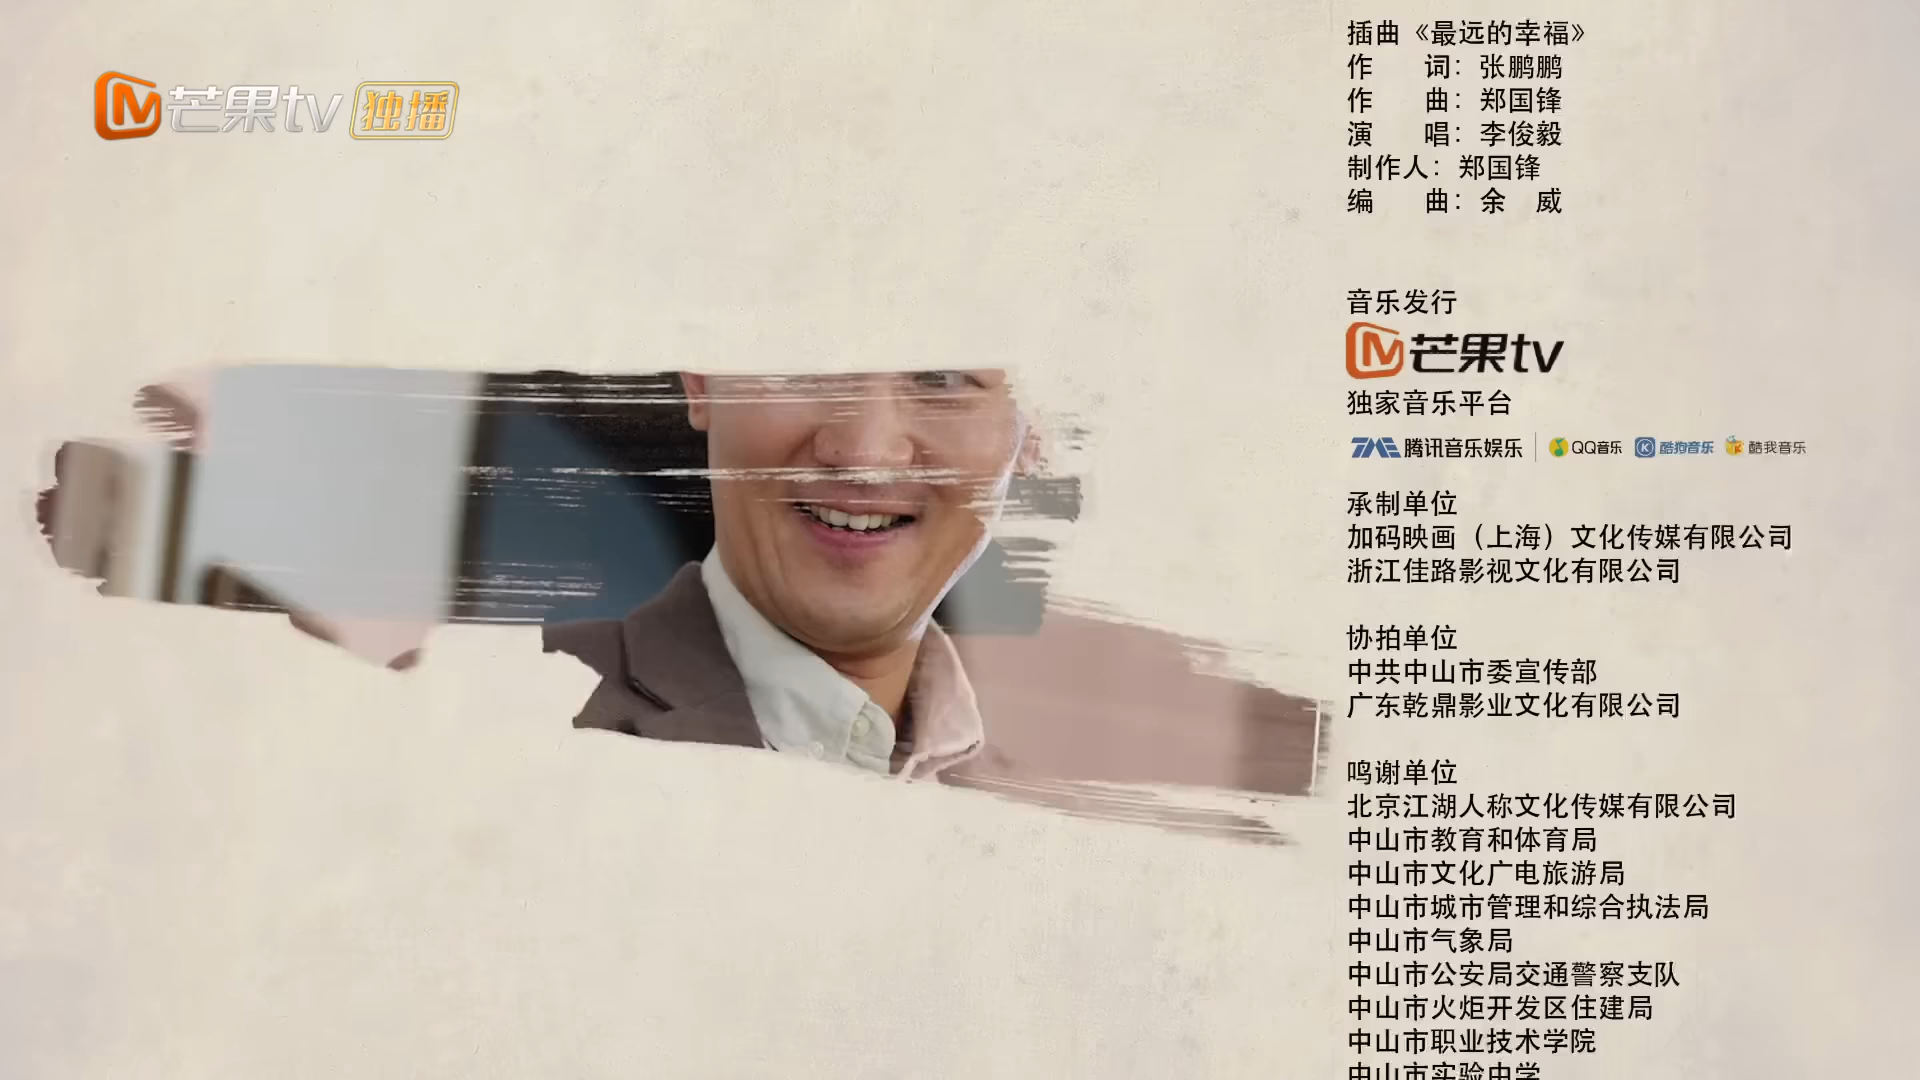 芒果tv 独播
插曲《最远的幸福》
作 词：张鹏鹏
作 曲：郑国锋
演 唱：李俊毅
制作人：郑国锋
编 曲：余 威
音乐发行
芒果tv
独家音乐平台
TME 腾讯音乐娱乐 QQ音乐 酷狗音乐 酷我音乐
承制单位
加码映画（上海）文化传媒有限公司
浙江佳路影视文化有限公司
协拍单位
中共中山市委宣传部
广东乾鼎影业文化有限公司
鸣谢单位
北京江湖人称文化传媒有限公司
中山市教育和体育局
中山市文化广电旅游局
中山市城市管理和综合执法局
中山市气象局
中山市公安局交通警察支队
中山市火炬开发区住建局
中山市职业技术学院
中山市实验中学